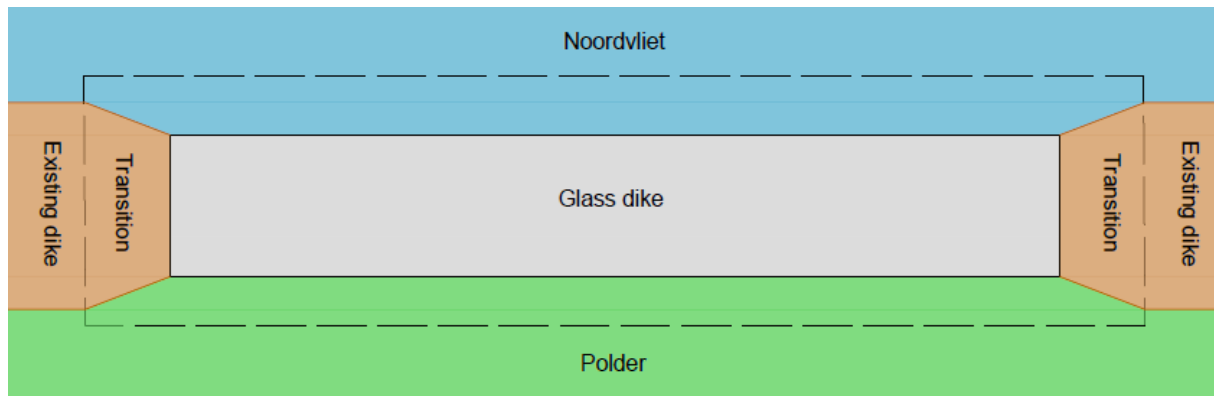 Noordvliet
Existing dike
Transition
Glass dike
Transition
Existing dike
Polder